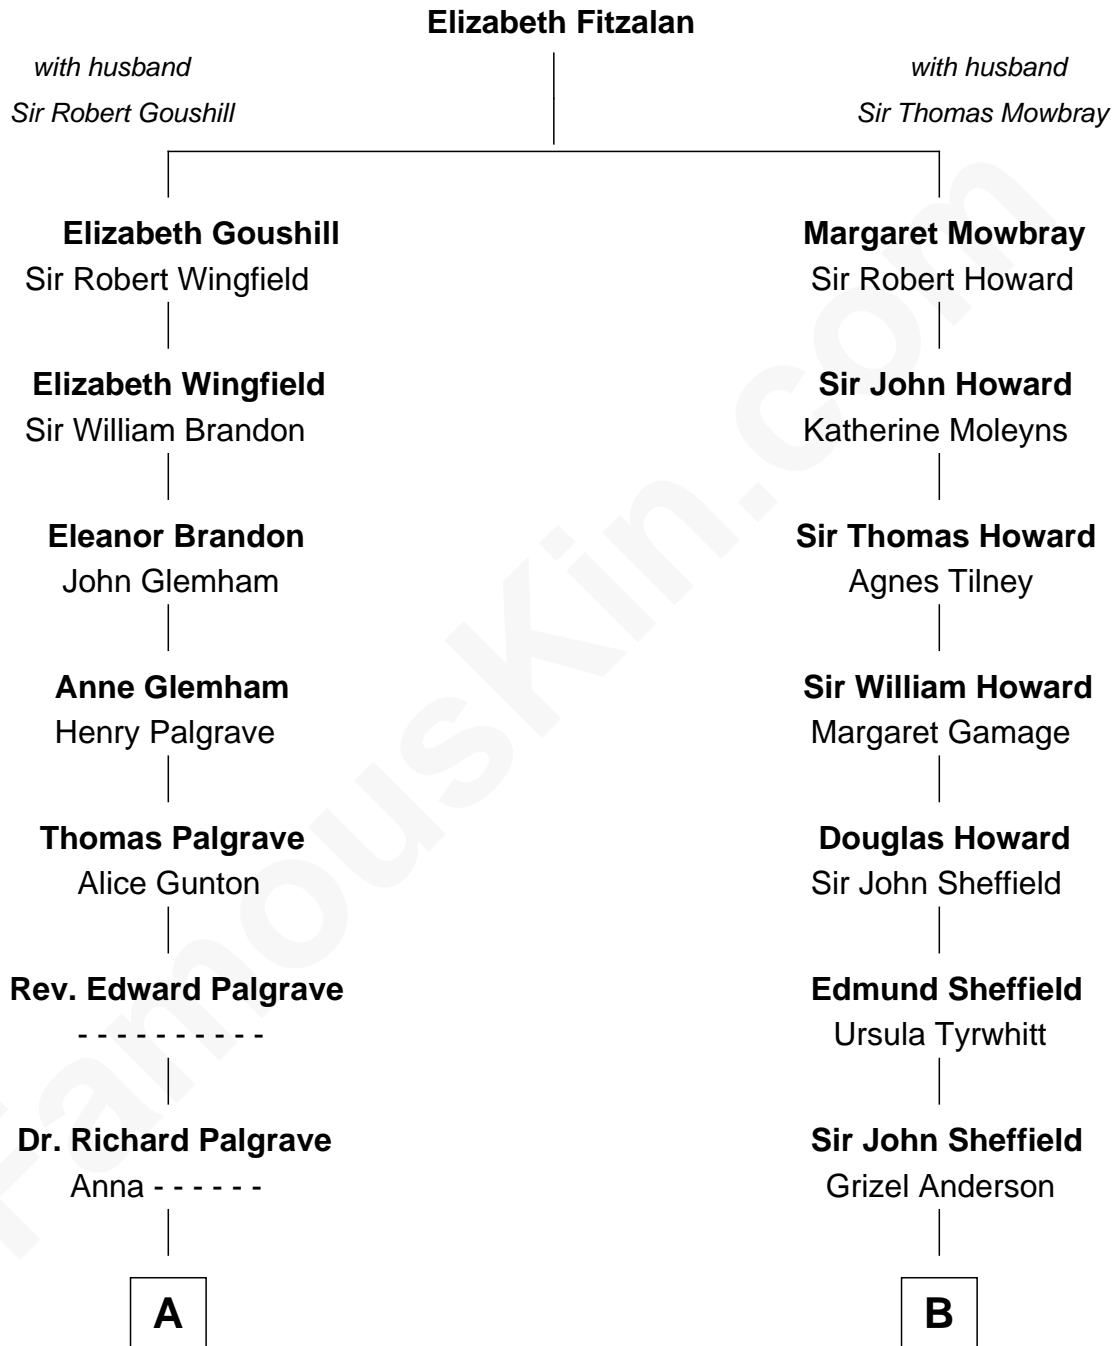 Elizabeth Fitzalan
with husband
Sir Robert Goushill
with husband
Sir Thomas Mowbray
Elizabeth Goushill
Sir Robert Wingfield
Margaret Mowbray
Sir Robert Howard
Elizabeth Wingfield
Sir William Brandon
Sir John Howard
Katherine Moleyns
Eleanor Brandon
John Glemham
Sir Thomas Howard
Agnes Tilney
Anne Glemham
Henry Palgrave
Sir William Howard
Margaret Gamage
Thomas Palgrave
Alice Gunton
Douglas Howard
Sir John Sheffield
Rev. Edward Palgrave
- - - - - - - - - -
Edmund Sheffield
Ursula Tyrwhitt
Dr. Richard Palgrave
Anna - - - - - -
Sir John Sheffield
Grizel Anderson
A
B
FamousKin.com